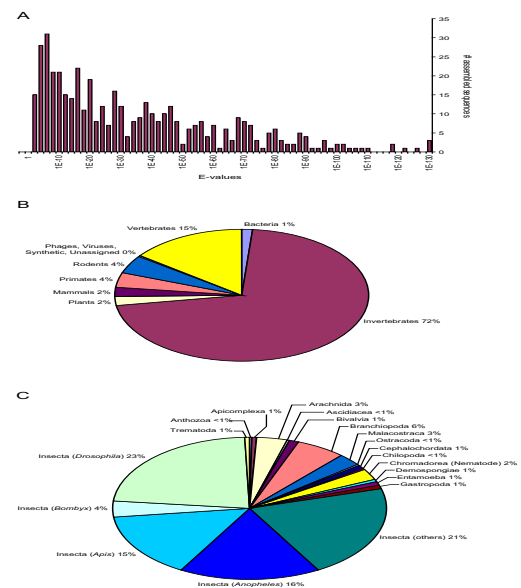 A
35
30
25
20
15
10
5
0
# assembled sequences
1
1E-10
1E-20
1E-30
1E-40
1E-50
1E-60
1E-70
1E-80
1E-90
1E-100
1E-110
1E-120
1E-130
E-values
B
Vertebrates 15%
Bacteria 1%
Phages, Viruses,
Synthetic, Unassigned 0%
Rodents 4%
Primates 4%
Mammals 2%
Plants 2%
Invertebrates 72%
C
Apicomplexa 1%
Anthozoa <1%
Trematoda 1%
Arachnida 3%
Ascidiacea <1%
Bivalvia 1%
Branchiopoda 6%
Malacostraca 3%
Ostracoda <1%
Cephalochordata 1%
Chilopoda <1%
Chromadorea (Nematode) 2%
Demospongiae 1%
Entamoeba 1%
Gastropoda 1%
Insecta (Drosophila) 23%
Insecta (Bombyx) 4%
Insecta (Apis) 15%
Insecta (Anopheles) 16%
Insecta (others) 21%